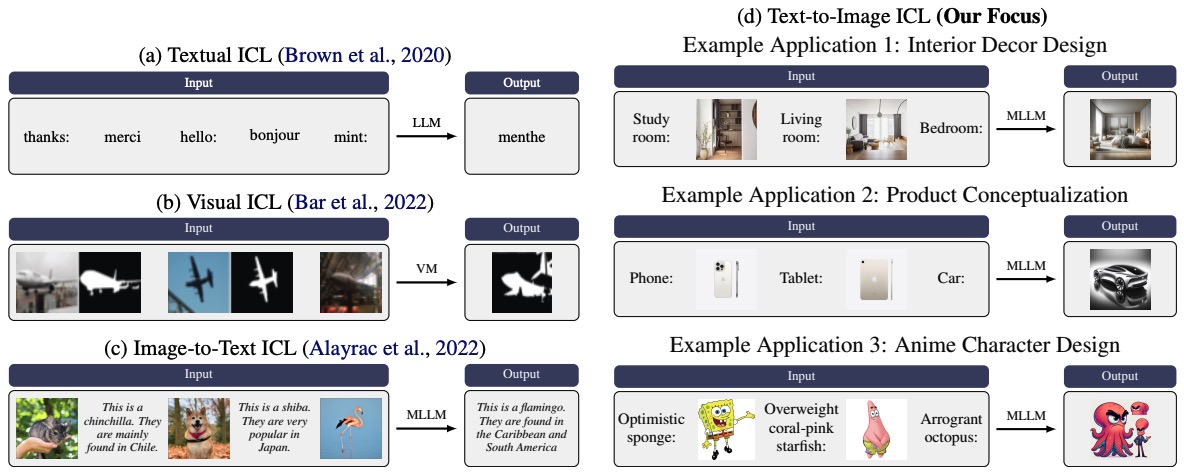 (a) Textual ICL (Brown et al., 2020)
Input
Output
thanks:
merci
hello:
bonjour
mint:
LLM
menthe
(b) Visual ICL (Bar et al., 2022)
Input
Output
VM
(c) Image-to-Text ICL (Alayrac et al., 2022)
Input
Output
This is a
chinchilla. They
are mainly
found in Chile.
This is a shiba.
They are very
popular in
Japan.
MLLM
This is a flamingo.
They are found in
the Caribbean and
South America
(d) Text-to-Image ICL (Our Focus)
Example Application 1: Interior Decor Design
Input
Output
Study
room:
Living
room:
Bedroom:
MLLM
Example Application 2: Product Conceptualization
Input
Output
Phone:
Tablet:
Car:
MLLM
Example Application 3: Anime Character Design
Input
Output
Optimistic
sponge:
Overweight
coral-pink
starfish:
Arrogrant
octopus:
MLLM